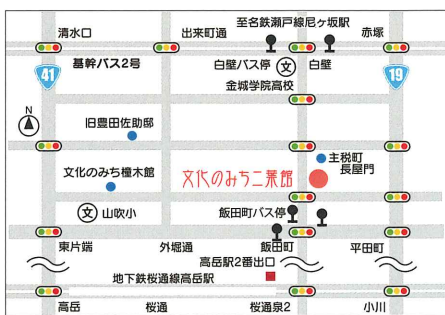 至名鉄瀬戸線尼ヶ坂駅
清水口
出来町通
赤塚
基幹バス2号
白壁バス停
文
白壁
41
金城学院高校
19
N
旧豊田佐助邸
主税町
長屋門
文化のみち橦木館
文化のみち二葉館
文
山吹小
飯田町バス停
東片端
外堀通
飯田町
平田町
高岳駅2番出口
地下鉄桜通線高岳駅
高岳
桜通
桜通泉2
小川